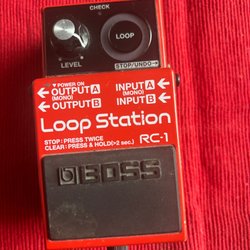 CHECK
LOOP
LEVEL
STOP/UNDO
POWER ON
OUTPUT A INPUT A
(MONO) (MONO)
OUTPUT B INPUT B
Loop Station
STOP: PRESS TWICE
CLEAR: PRESS & HOLD(>2 sec.)
RC-1
BOSS